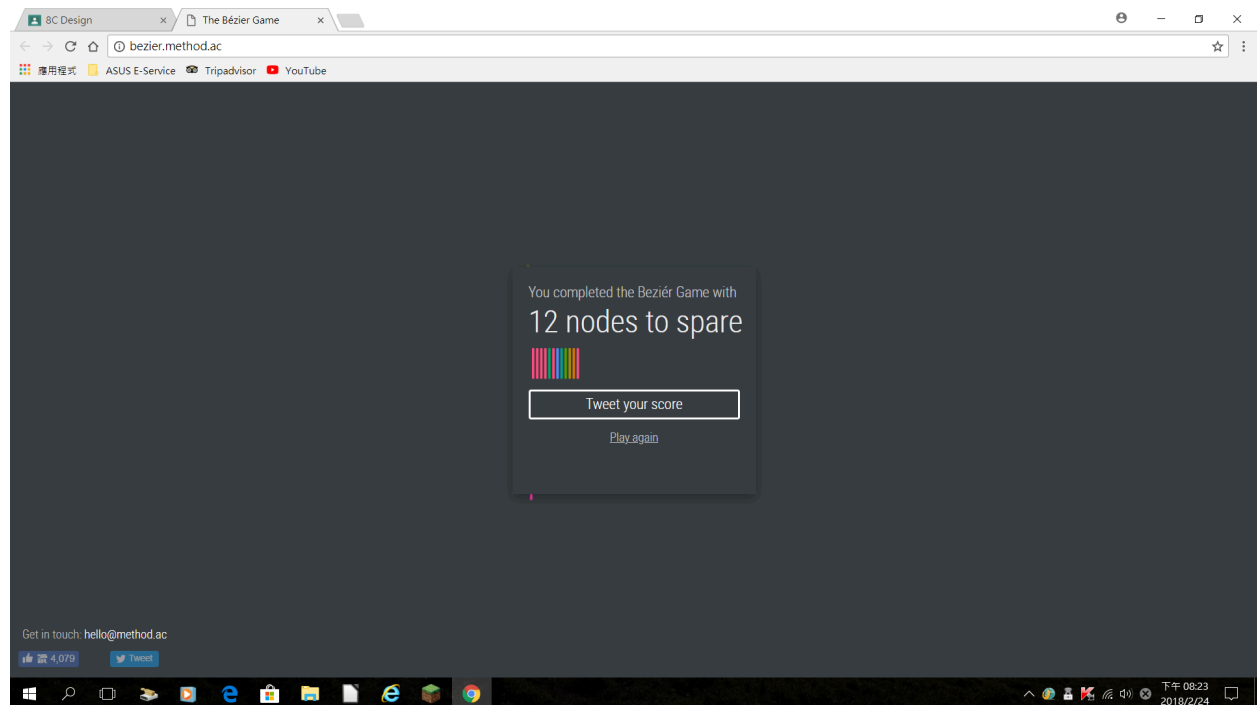 8C Design
The Bézier Game
bezier.method.ac
應用程式
ASUS E-Service
Tripadvisor
YouTube
You completed the Beziér Game with
12 nodes to spare
Tweet your score
Play again
Get in touch: hello@method.ac
讚 4,079
Tweet
下午 08:23
2018/2/24